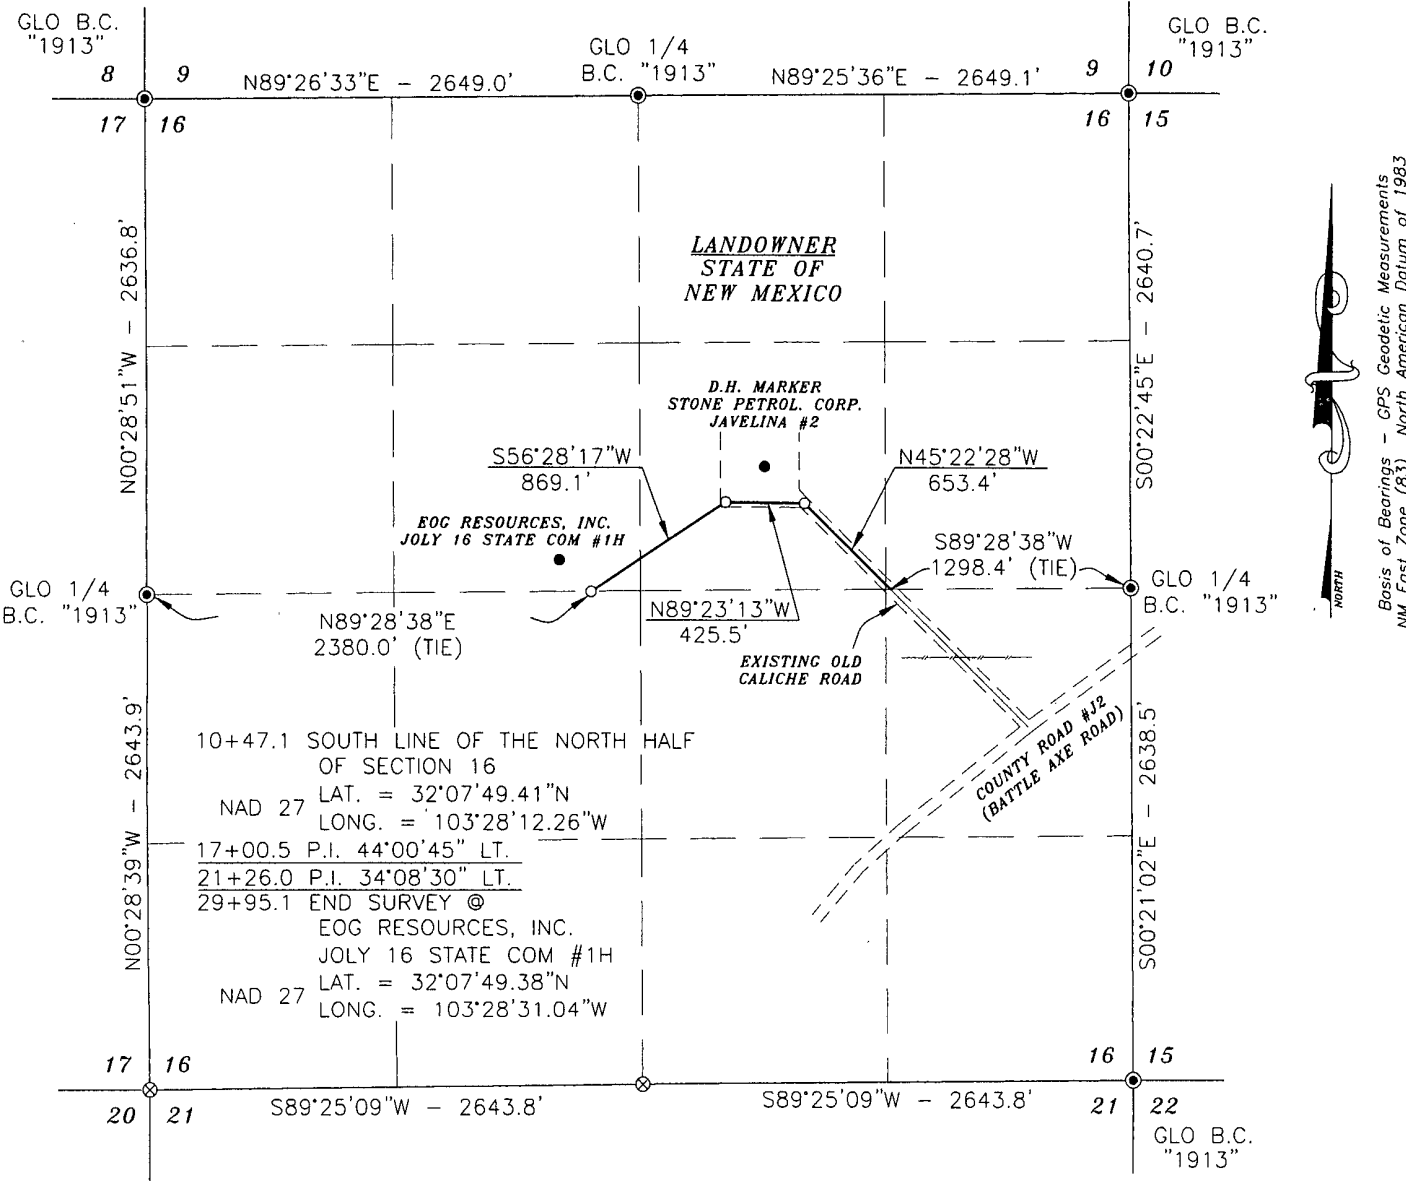 GLO B.C.
"1913"
GLO 1/4
B.C. "1913"
GLO B.C.
"1913"
8 9
N89°26'33"E - 2649.0'
N89°25'36"E - 2649.1'
9 10
17 16
16 15
N00°28'51"W - 2636.8'
S00°22'45"E - 2640.7'
LANDOWNER
STATE OF
NEW MEXICO
D.H. MARKER
STONE PETROL. CORP.
JAVELINA #2
S56°28'17"W
869.1'
N45°22'28"W
653.4'
EOG RESOURCES, INC.
JOLY 16 STATE COM #1H
S89°28'38"W
1298.4' (TIE)
GLO 1/4
B.C. "1913"
GLO 1/4
B.C. "1913"
N89°28'38"E
2380.0' (TIE)
N89°23'13"W
425.5'
EXISTING OLD
CALICHE ROAD
COUNTY ROAD #J2
(BATTLE AXE ROAD)
N00°28'39"W - 2643.9'
S00°21'02"E - 2638.5'
10+47.1 SOUTH LINE OF THE NORTH HALF
OF SECTION 16
NAD 27
LAT. = 32°07'49.41"N
LONG. = 103°28'12.26"W
17+00.5 P.I. 44°00'45" LT.
21+26.0 P.I. 34°08'30" LT.
29+95.1 END SURVEY @
EOG RESOURCES, INC.
JOLY 16 STATE COM #1H
NAD 27
LAT. = 32°07'49.38"N
LONG. = 103°28'31.04"W
17 16
16 15
S89°25'09"W - 2643.8'
S89°25'09"W - 2643.8'
20 21
21 22
GLO B.C.
"1913"
NORTH
Basis of Bearings - GPS Geodetic Measurements
NM East Zone (83) North American Datum of 1983